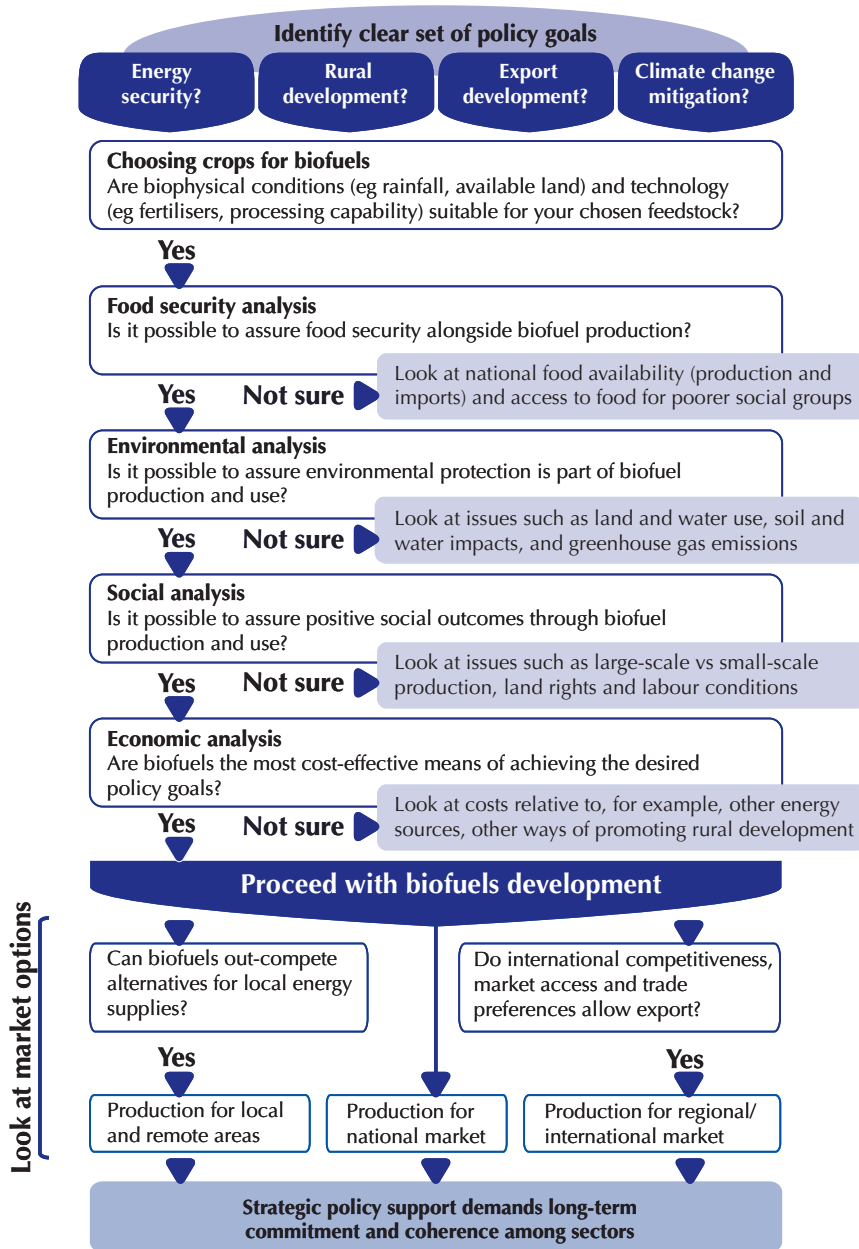 Identify clear set of policy goals
Energy
security?
Rural
development?
Export
development?
Climate change
mitigation?
Choosing crops for biofuels
Are biophysical conditions (eg rainfall, available land) and technology
(eg fertilisers, processing capability) suitable for your chosen feedstock?
Yes
Food security analysis
Is it possible to assure food security alongside biofuel production?
Yes
Not sure
Look at national food availability (production and
imports) and access to food for poorer social groups
Environmental analysis
Is it possible to assure environmental protection is part of biofuel
production and use?
Yes
Not sure
Look at issues such as land and water use, soil and
water impacts, and greenhouse gas emissions
Social analysis
Is it possible to assure positive social outcomes through biofuel
production and use?
Yes
Not sure
Look at issues such as large-scale vs small-scale
production, land rights and labour conditions
Economic analysis
Are biofuels the most cost-effective means of achieving the desired
policy goals?
Yes
Not sure
Look at costs relative to, for example, other energy
sources, other ways of promoting rural development
Proceed with biofuels development
Look at market options
Can biofuels out-compete
alternatives for local energy
supplies?
Do international competitiveness,
market access and trade
preferences allow export?
Yes
Yes
Production for local
and remote areas
Production for
national market
Production for regional/
international market
Strategic policy support demands long-term
commitment and coherence among sectors